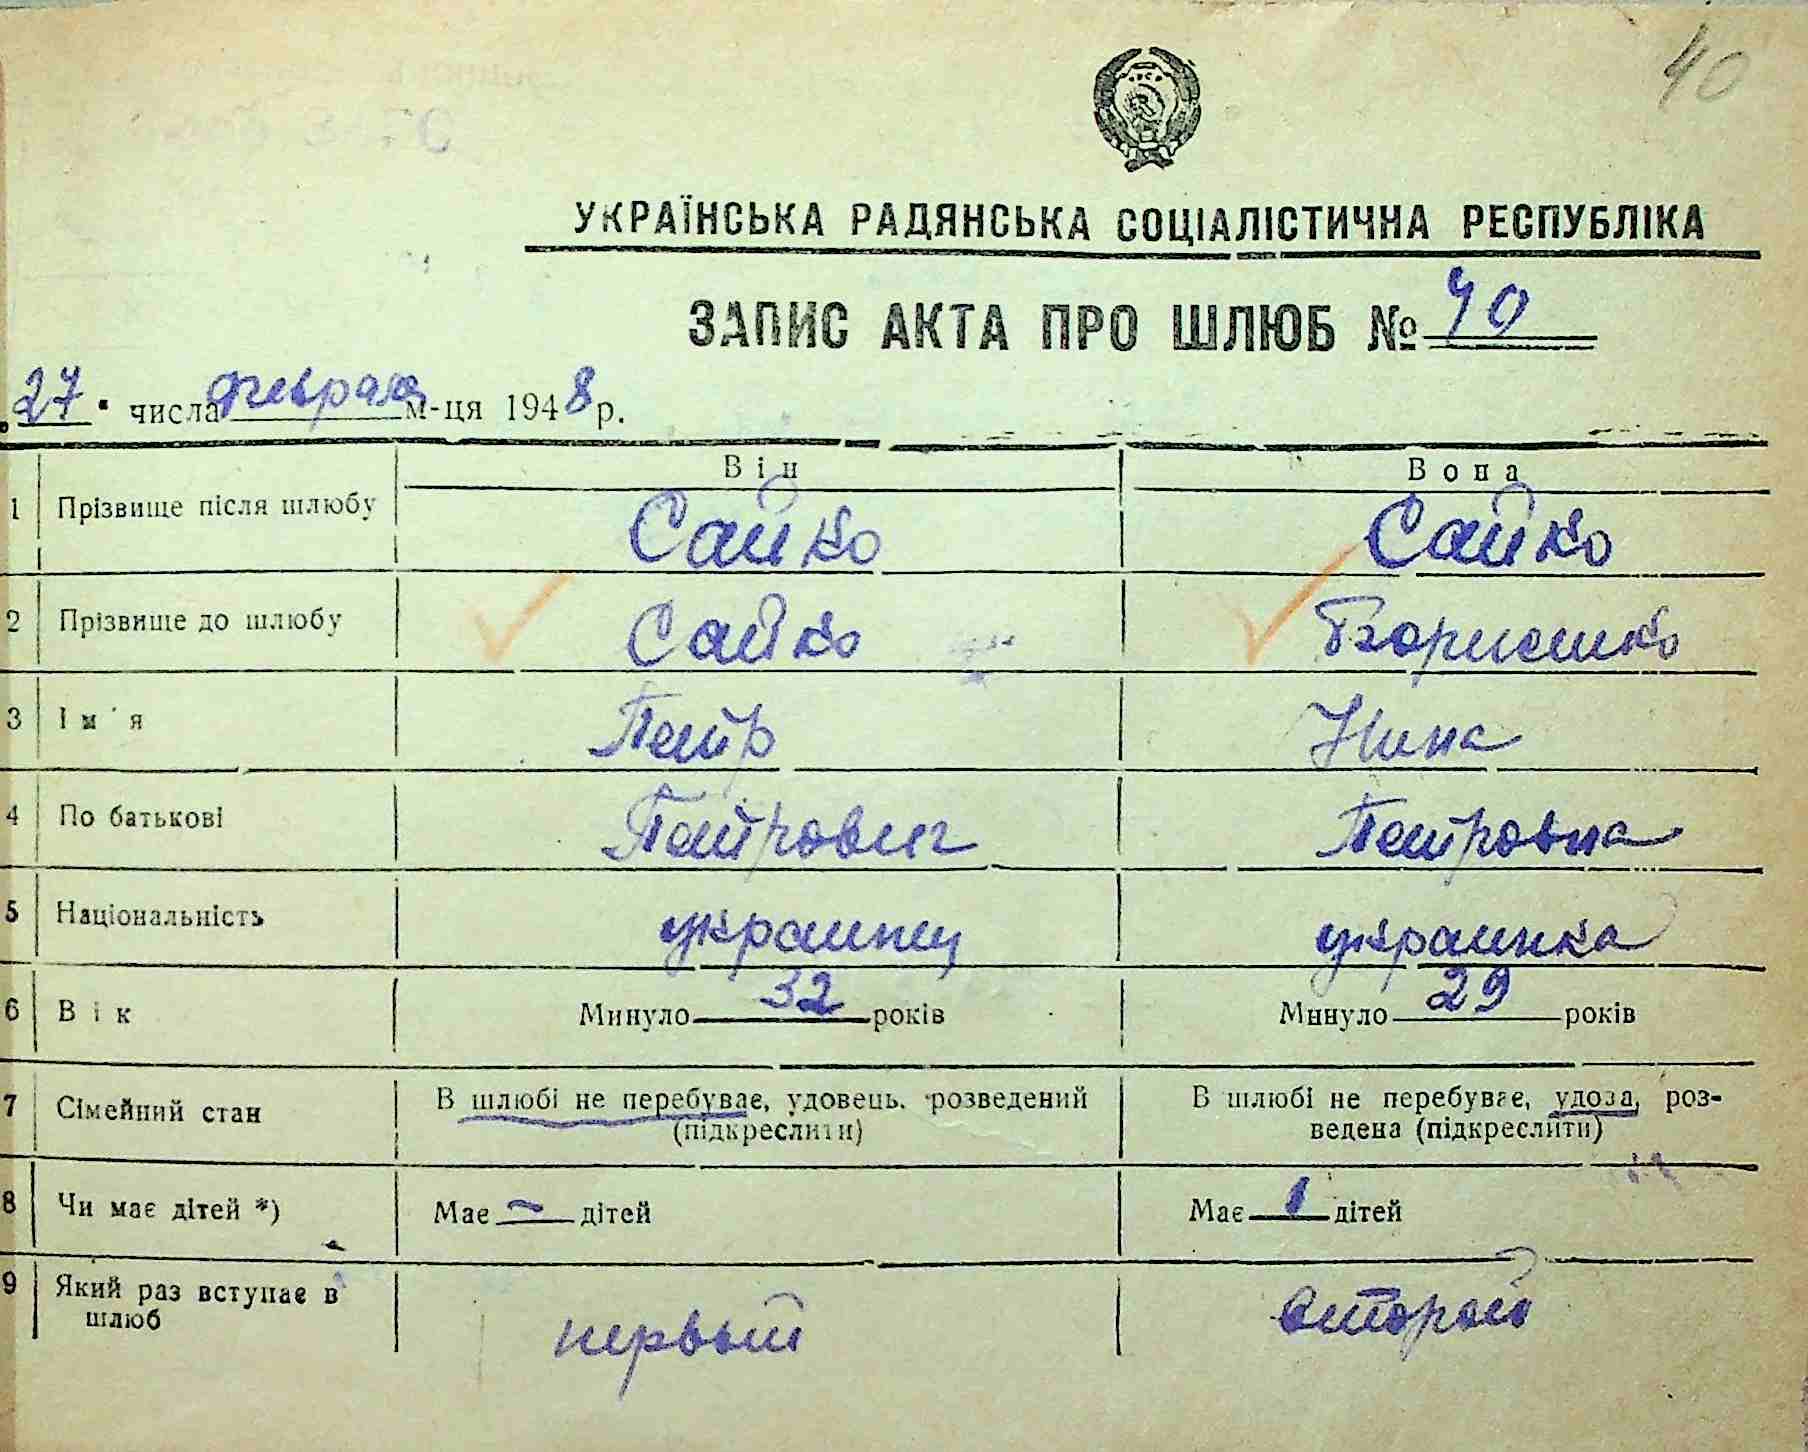 40
УКРАЇНСЬКА РАДЯНСЬКА СОЦІАЛІСТИЧНА РЕСПУБЛІКА
ЗАПИС АКТА ПРО ШЛЮБ № 40
27 числа февраля м-ця 1948 р.
Він Вона
1 Прізвище після шлюбу Сайко Сайко
2 Прізвище до шлюбу Сайко Борисенко
3 Ім'я Петр Нина
4 По батькові Петрович Петровна
5 Національність украинец украинка
6 Вік Минуло 32 років Минуло 29 років
7 Сімейний стан В шлюбі не перебуває, удовець, розведений В шлюбі не перебуває, удова, роз-
(підкреслити) ведена (підкреслити)
8 Чи має дітей *) Має – дітей Має 1 дітей
9 Який раз вступає в первый второй
шлюб